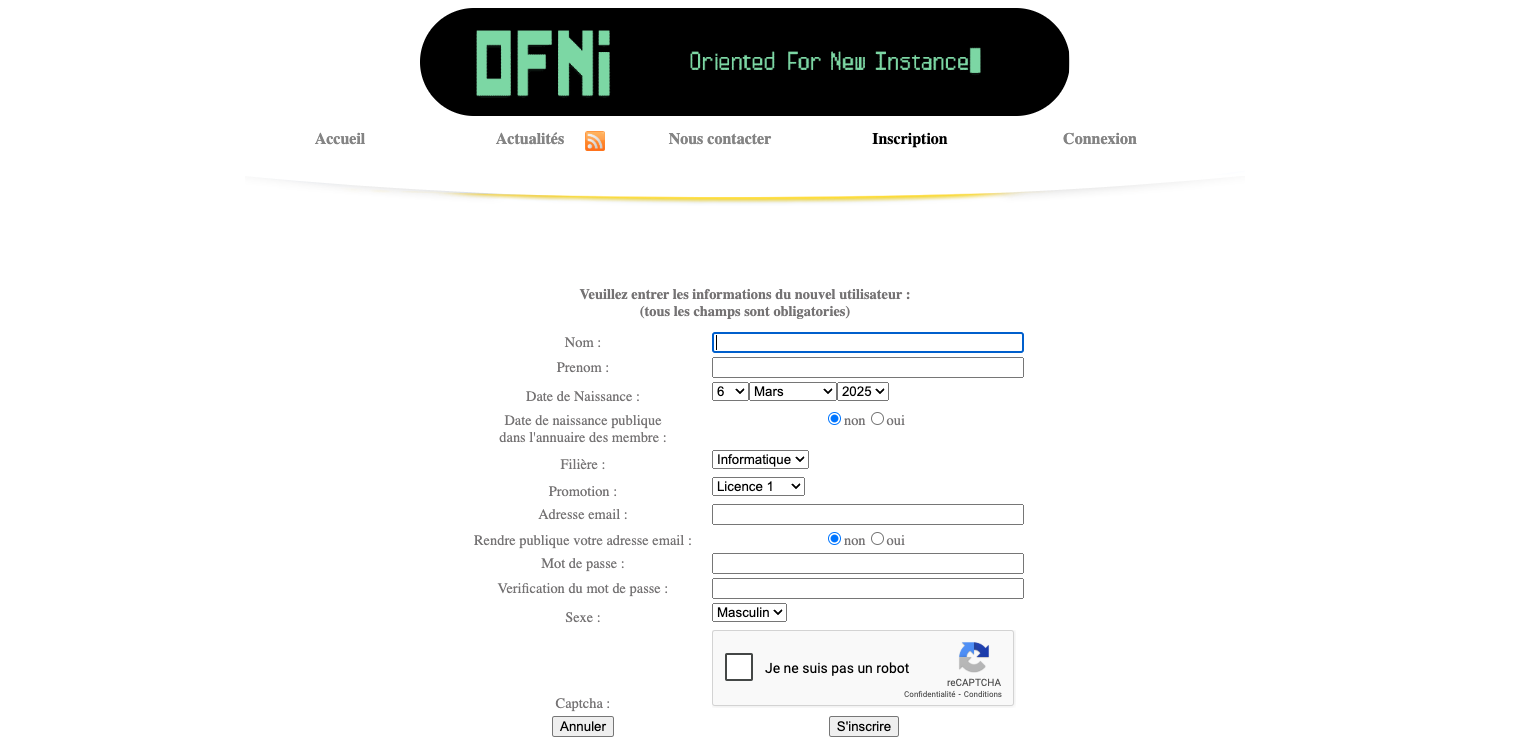 OFNi
Oriented For New Instance
Accueil Actualités Nous contacter Inscription Connexion
Veuillez entrer les informations du nouvel utilisateur :
(tous les champs sont obligatories)
Nom :
Prenom :
Date de Naissance : 6 Mars 2025
Date de naissance publique
dans l'annuaire des membre : non oui
Filière : Informatique
Promotion : Licence 1
Adresse email :
Rendre publique votre adresse email : non oui
Mot de passe :
Verification du mot de passe :
Sexe : Masculin
Je ne suis pas un robot
reCAPTCHA
Confidentialité - Conditions
Captcha :
Annuler S'inscrire